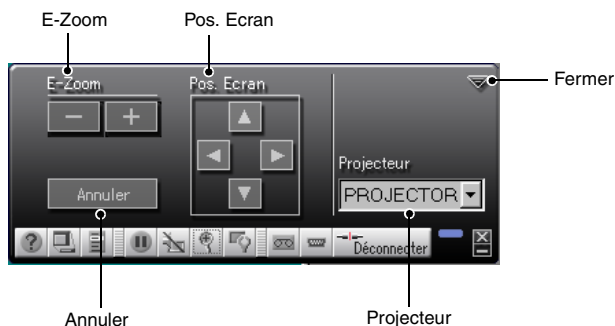 E-Zoom Pos. Ecran
Fermer
E-Zoom Pos. Ecran
Projecteur
Annuler PROJECTOR
Déconnecter
Annuler Projecteur